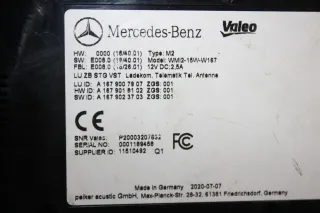 Mercedes-Benz
Valeo
HW: 0000 (16/40.01) Type: M2
SW: E008.0 (19/40.01) Model: WMI2-15W-W167
FBL: E008.0 (18/26.01) 12V DC; 2,5A
LU ZB STG VST Ladekom. Telematik Tel. Antenne
LU ID: A 167 900 79 07 ZGS: 001
HW ID: A 167 901 81 02 ZGS: 001
SW ID: A 167 902 37 03 ZGS: 001
CE
FC
SNR Valeo: P20003207632
SERIAL NO: 0001189458
SUPPLIER ID: 11510492 Q1
Made in Germany 2020-07-07
peiker acustic GmbH, Max-Planck-Str. 28-32, 61381 Friedrichsdorf, Germany